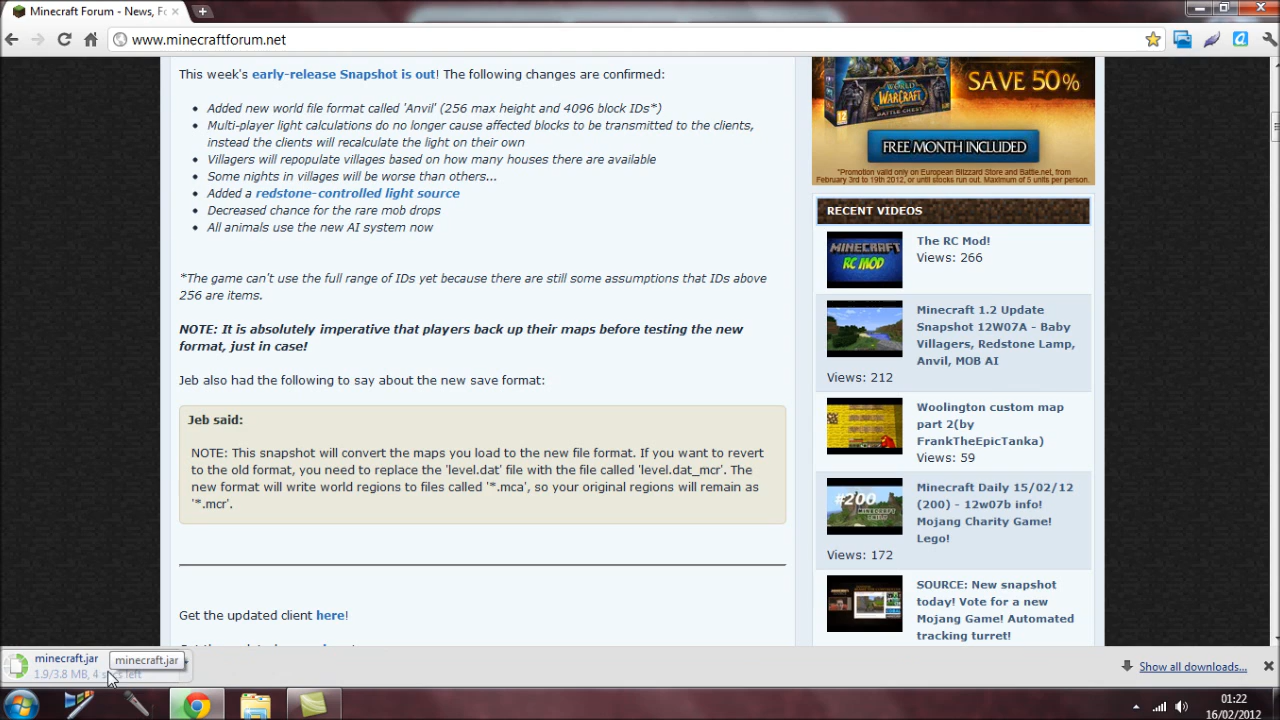 Minecraft Forum - News, Fo
www.minecraftforum.net
This week's early-release Snapshot is out! The following changes are confirmed:
Added new world file format called 'Anvil' (256 max height and 4096 block IDs*)
Multi-player light calculations do no longer cause affected blocks to be transmitted to the clients,
instead the clients will recalculate the light on their own
Villagers will repopulate villages based on how many houses there are available
Some nights in villages will be worse than others...
Added a redstone-controlled light source
Decreased chance for the rare mob drops
All animals use the new AI system now
*The game can't use the full range of IDs yet because there are still some assumptions that IDs above
256 are items.
NOTE: It is absolutely imperative that players back up their maps before testing the new
format, just in case!
Jeb also had the following to say about the new save format:
Jeb said:
NOTE: This snapshot will convert the maps you load to the new file format. If you want to revert
to the old format, you need to replace the 'level.dat' file with the file called 'level.dat_mcr'. The
new format will write world regions to files called '*.mca', so your original regions will remain as
'*.mcr'.
Get the updated client here!
WORLD
WARCRAFT
BATTLE CHEST
SAVE 50%
FREE MONTH INCLUDED
*Promotion valid only on European Blizzard Store and Battle.net, from
February 3rd to 19th 2012, or until stocks run out. Maximum of 5 units per person.
RECENT VIDEOS
MINECRAFT
RC MOD
The RC Mod!
Views: 266
Minecraft 1.2 Update
Snapshot 12W07A - Baby
Villagers, Redstone Lamp,
Anvil, MOB AI
Views: 212
Woolington custom map
part 2(by
FrankTheEpicTanka)
Views: 59
#200
Minecraft Daily 15/02/12
(200) - 12w07b info!
Mojang Charity Game!
Lego!
Views: 172
SOURCE: New snapshot
today! Vote for a new
Mojang Game! Automated
tracking turret!
minecraft.jar
minecraft.jar
1.9/3.8 MB, 4 secs left
Show all downloads...
01:22
16/02/2012